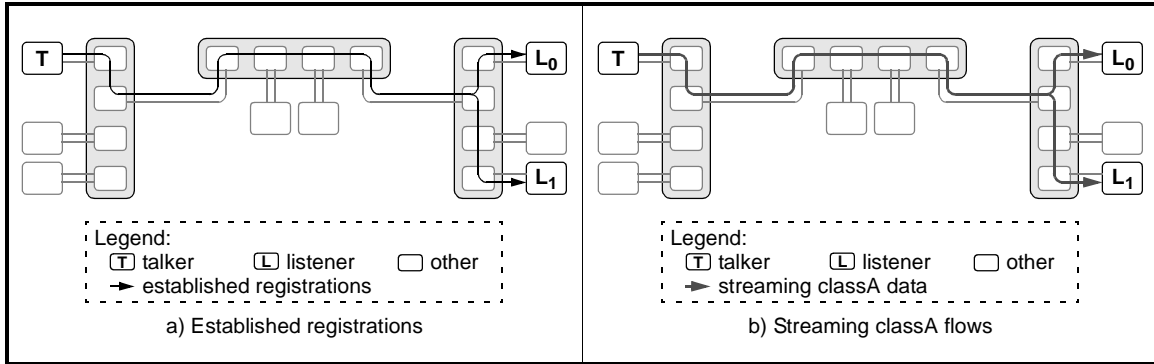 T
L0
L1
Legend:
T talker L listener other
established registrations
a) Established registrations
T
L0
L1
Legend:
T talker L listener other
streaming classA data
b) Streaming classA flows